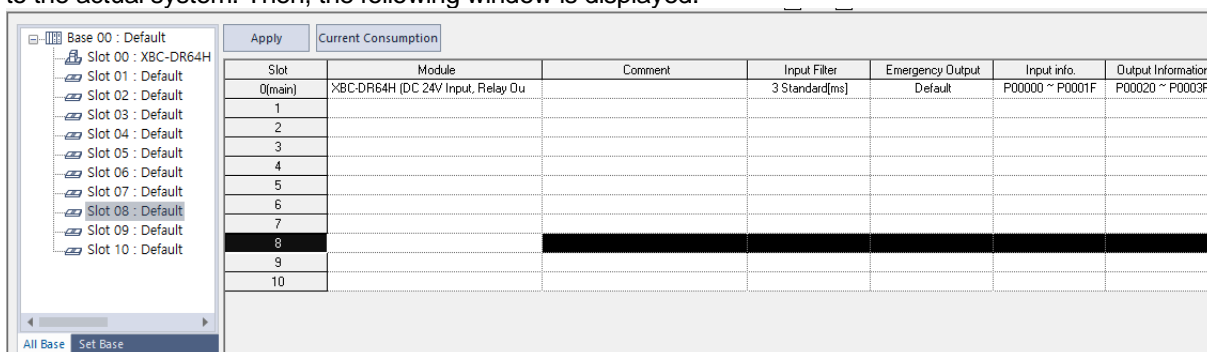 to the actual system. Then, the following window is displayed.
Base 00 : Default
Slot 00 : XBC-DR64H
Slot 01 : Default
Slot 02 : Default
Slot 03 : Default
Slot 04 : Default
Slot 05 : Default
Slot 06 : Default
Slot 07 : Default
Slot 08 : Default
Slot 09 : Default
Slot 10 : Default
All Base Set Base
Apply Current Consumption
Slot Module Comment Input Filter Emergency Output Input info. Output Information
0(main) XBC-DR64H (DC 24V Input, Relay Ou 3 Standard[ms] Default P00000 ~ P0001F P00020 ~ P0003F
1
2
3
4
5
6
7
8
9
10